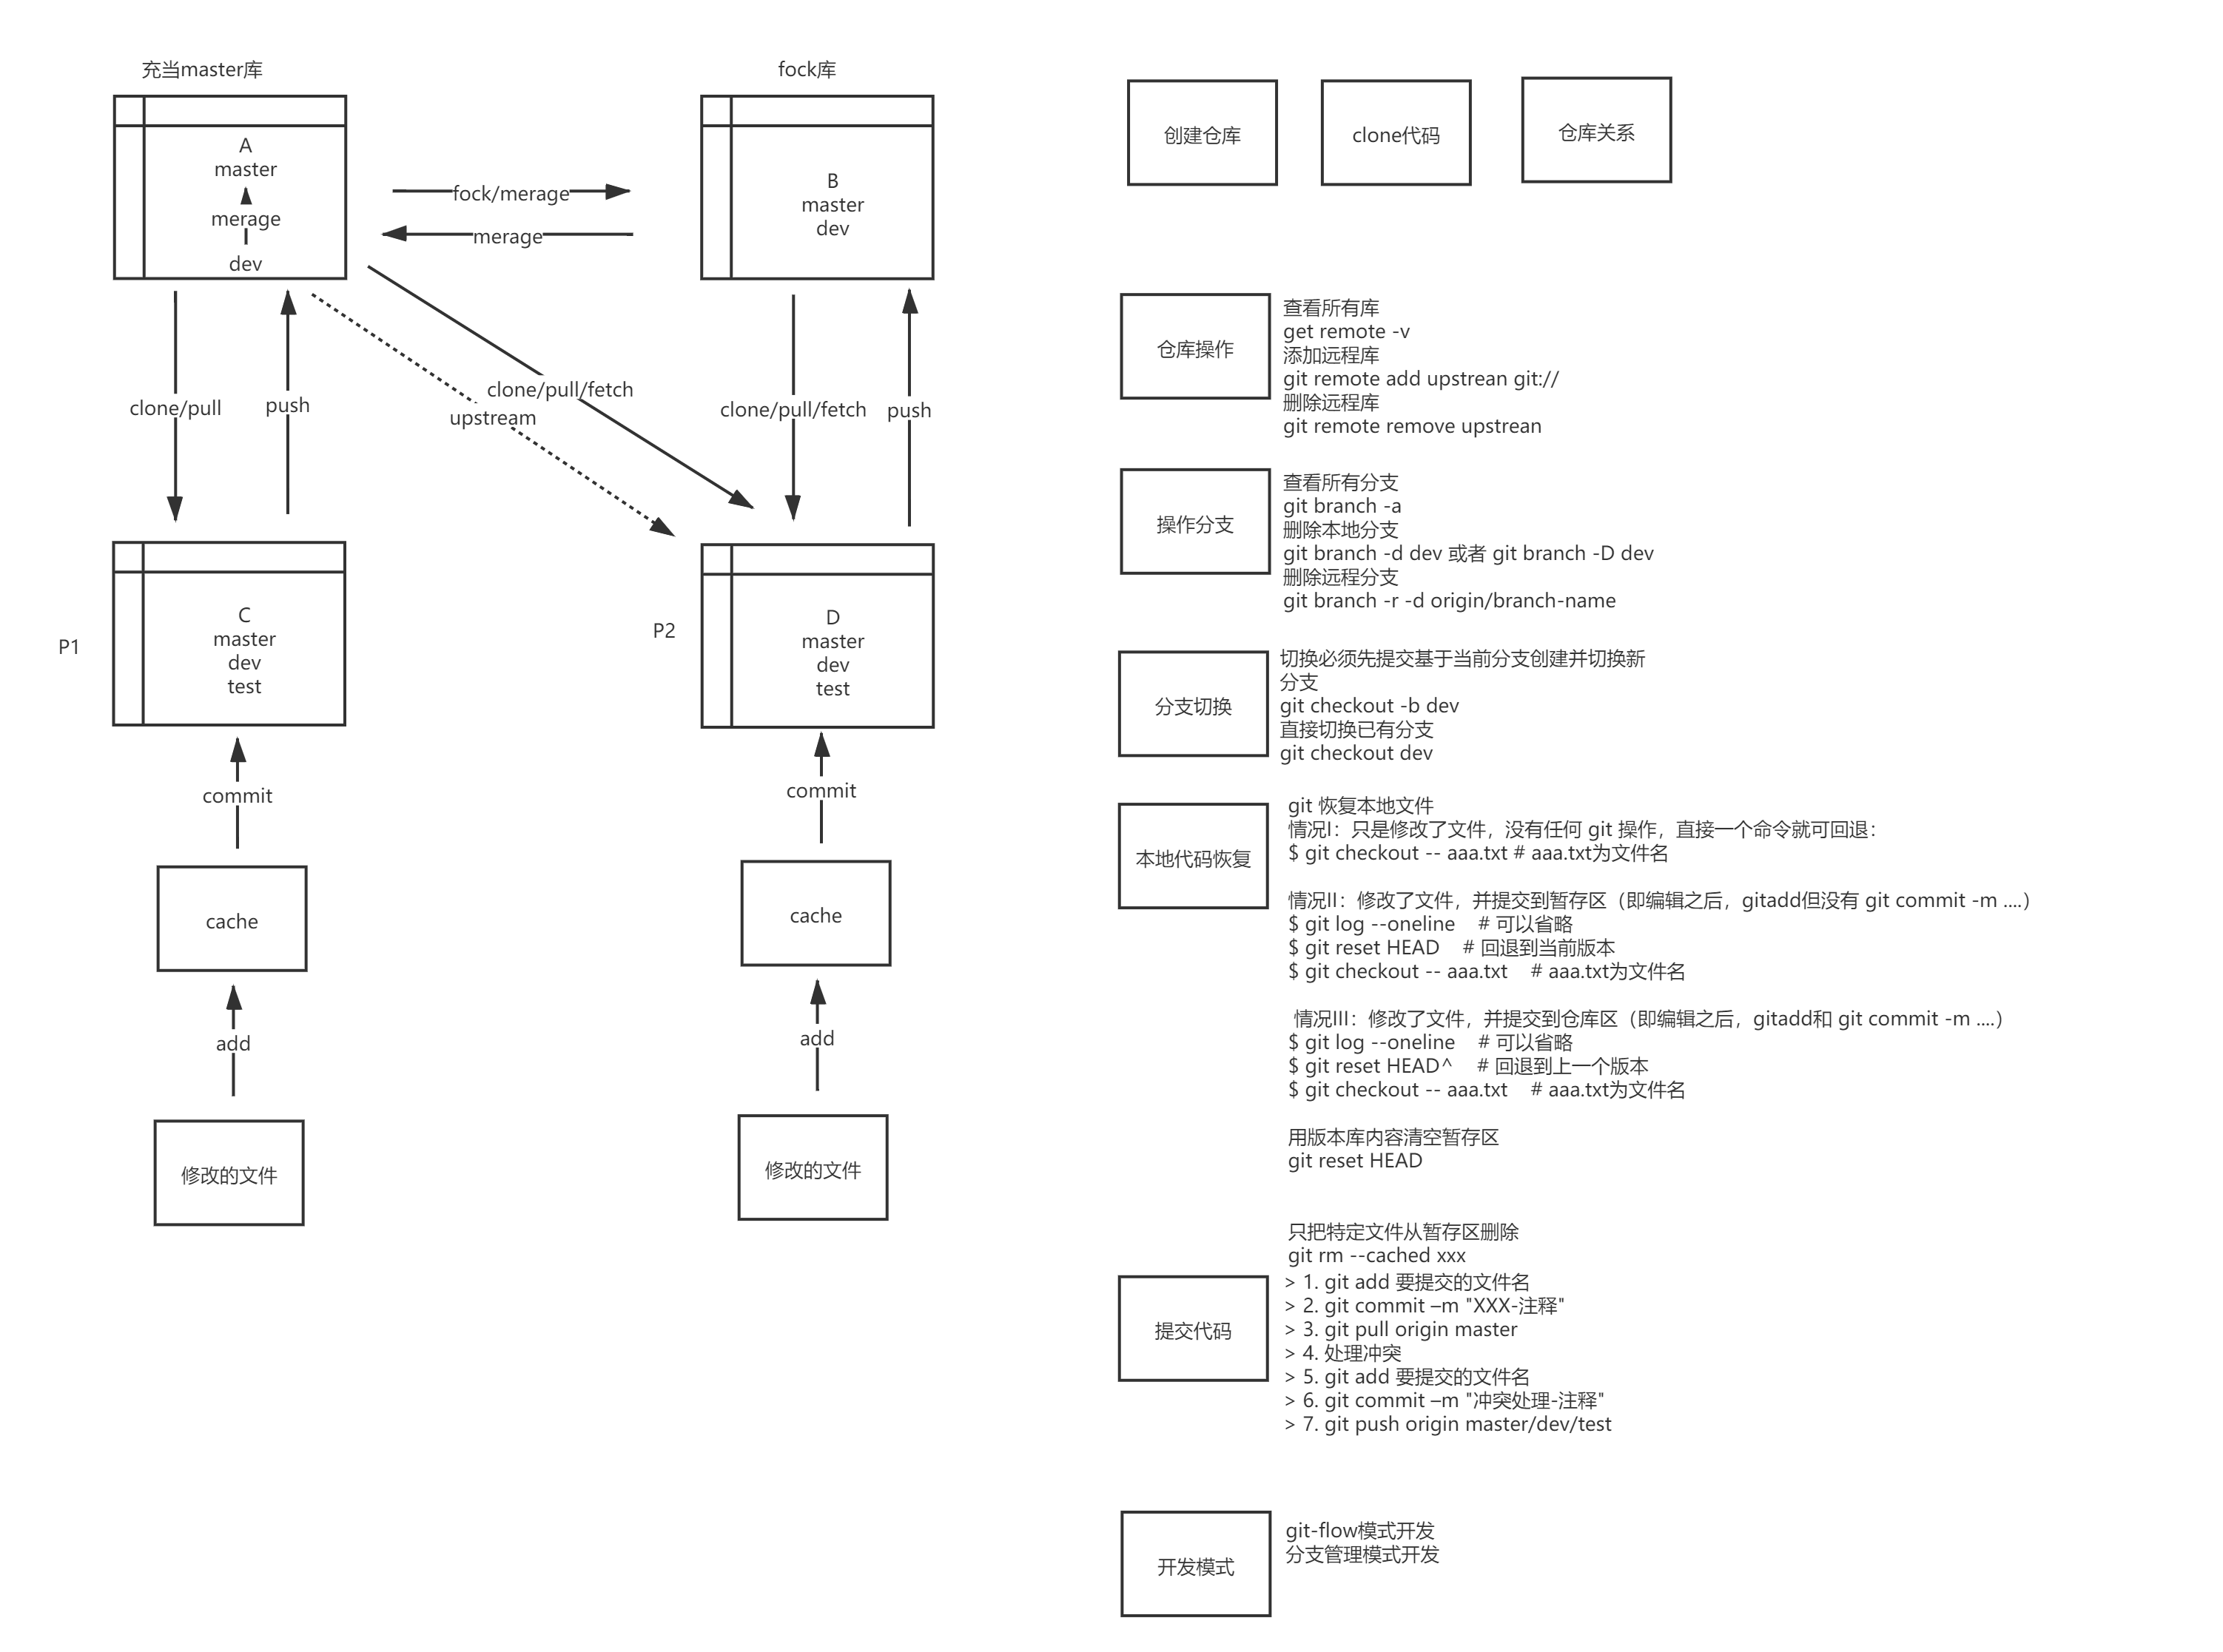 充当master库
fock库
A
master
merage
dev
fock/merage
merage
B
master
dev
clone/pull
push
clone/pull/fetch
upstream
clone/pull/fetch
push
P1
C
master
dev
test
P2
D
master
dev
test
commit
commit
cache
cache
add
add
修改的文件
修改的文件
创建仓库
clone代码
仓库关系
仓库操作
查看所有库
get remote -v
添加远程库
git remote add upstrean git://
删除远程库
git remote remove upstrean
操作分支
查看所有分支
git branch -a
删除本地分支
git branch -d dev 或者 git branch -D dev
删除远程分支
git branch -r -d origin/branch-name
分支切换
切换必须先提交基于当前分支创建并切换新
分支
git checkout -b dev
直接切换已有分支
git checkout dev
本地代码恢复
git 恢复本地文件
情况I：只是修改了文件，没有任何 git 操作，直接一个命令就可回退：
$ git checkout -- aaa.txt # aaa.txt为文件名
情况II：修改了文件，并提交到暂存区（即编辑之后，gitadd但没有 git commit -m ....）
$ git log --oneline    # 可以省略
$ git reset HEAD    # 回退到当前版本
$ git checkout -- aaa.txt    # aaa.txt为文件名
情况III：修改了文件，并提交到仓库区（即编辑之后，gitadd和 git commit -m ....）
$ git log --oneline    # 可以省略
$ git reset HEAD^    # 回退到上一个版本
$ git checkout -- aaa.txt    # aaa.txt为文件名
用版本库内容清空暂存区
git reset HEAD
只把特定文件从暂存区删除
git rm --cached xxx
提交代码
> 1. git add 要提交的文件名
> 2. git commit –m "XXX-注释"
> 3. git pull origin master
> 4. 处理冲突
> 5. git add 要提交的文件名
> 6. git commit –m "冲突处理-注释"
> 7. git push origin master/dev/test
开发模式
git-flow模式开发
分支管理模式开发